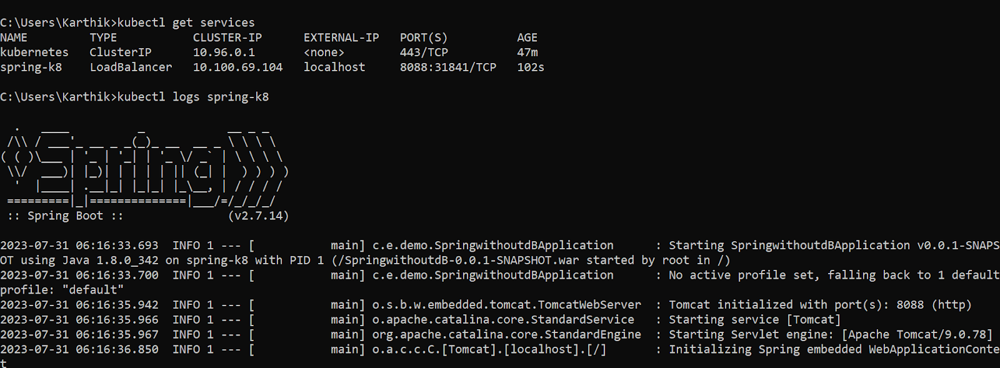 C:\Users\Karthik>kubectl get services
NAME         TYPE           CLUSTER-IP      EXTERNAL-IP   PORT(S)          AGE
kubernetes   ClusterIP      10.96.0.1       <none>        443/TCP          47m
spring-k8    LoadBalancer   10.100.69.104   localhost     8088:31841/TCP   102s
C:\Users\Karthik>kubectl logs spring-k8
  .   ____          _            __ _ _
 /\\ / ___'_ __ _ _(_)_ __  __ _ \ \ \ \
( ( )\___ | '_ | '_| | '_ \/ _` | \ \ \ \
 \\/  ___)| |_)| | | | | || (_| |  ) ) ) )
  '  |____| .__|_| |_|_| |_\__, | / / / /
 =========|_|==============|___/=/_/_/_/
 :: Spring Boot ::               (v2.7.14)
2023-07-31 06:16:33.693  INFO 1 --- [           main] c.e.demo.SpringwithoutdBApplication      : Starting SpringwithoutdBApplication v0.0.1-SNAPS
OT using Java 1.8.0_342 on spring-k8 with PID 1 (/SpringwithoutdB-0.0.1-SNAPSHOT.war started by root in /)
2023-07-31 06:16:33.700  INFO 1 --- [           main] c.e.demo.SpringwithoutdBApplication      : No active profile set, falling back to 1 default
profile: "default"
2023-07-31 06:16:35.942  INFO 1 --- [           main] o.s.b.w.embedded.tomcat.TomcatWebServer  : Tomcat initialized with port(s): 8088 (http)
2023-07-31 06:16:35.966  INFO 1 --- [           main] o.apache.catalina.core.StandardService   : Starting service [Tomcat]
2023-07-31 06:16:35.967  INFO 1 --- [           main] org.apache.catalina.core.StandardEngine  : Starting Servlet engine: [Apache Tomcat/9.0.78]
2023-07-31 06:16:36.850  INFO 1 --- [           main] o.a.c.c.C.[Tomcat].[localhost].[/]       : Initializing Spring embedded WebApplicationConte
t